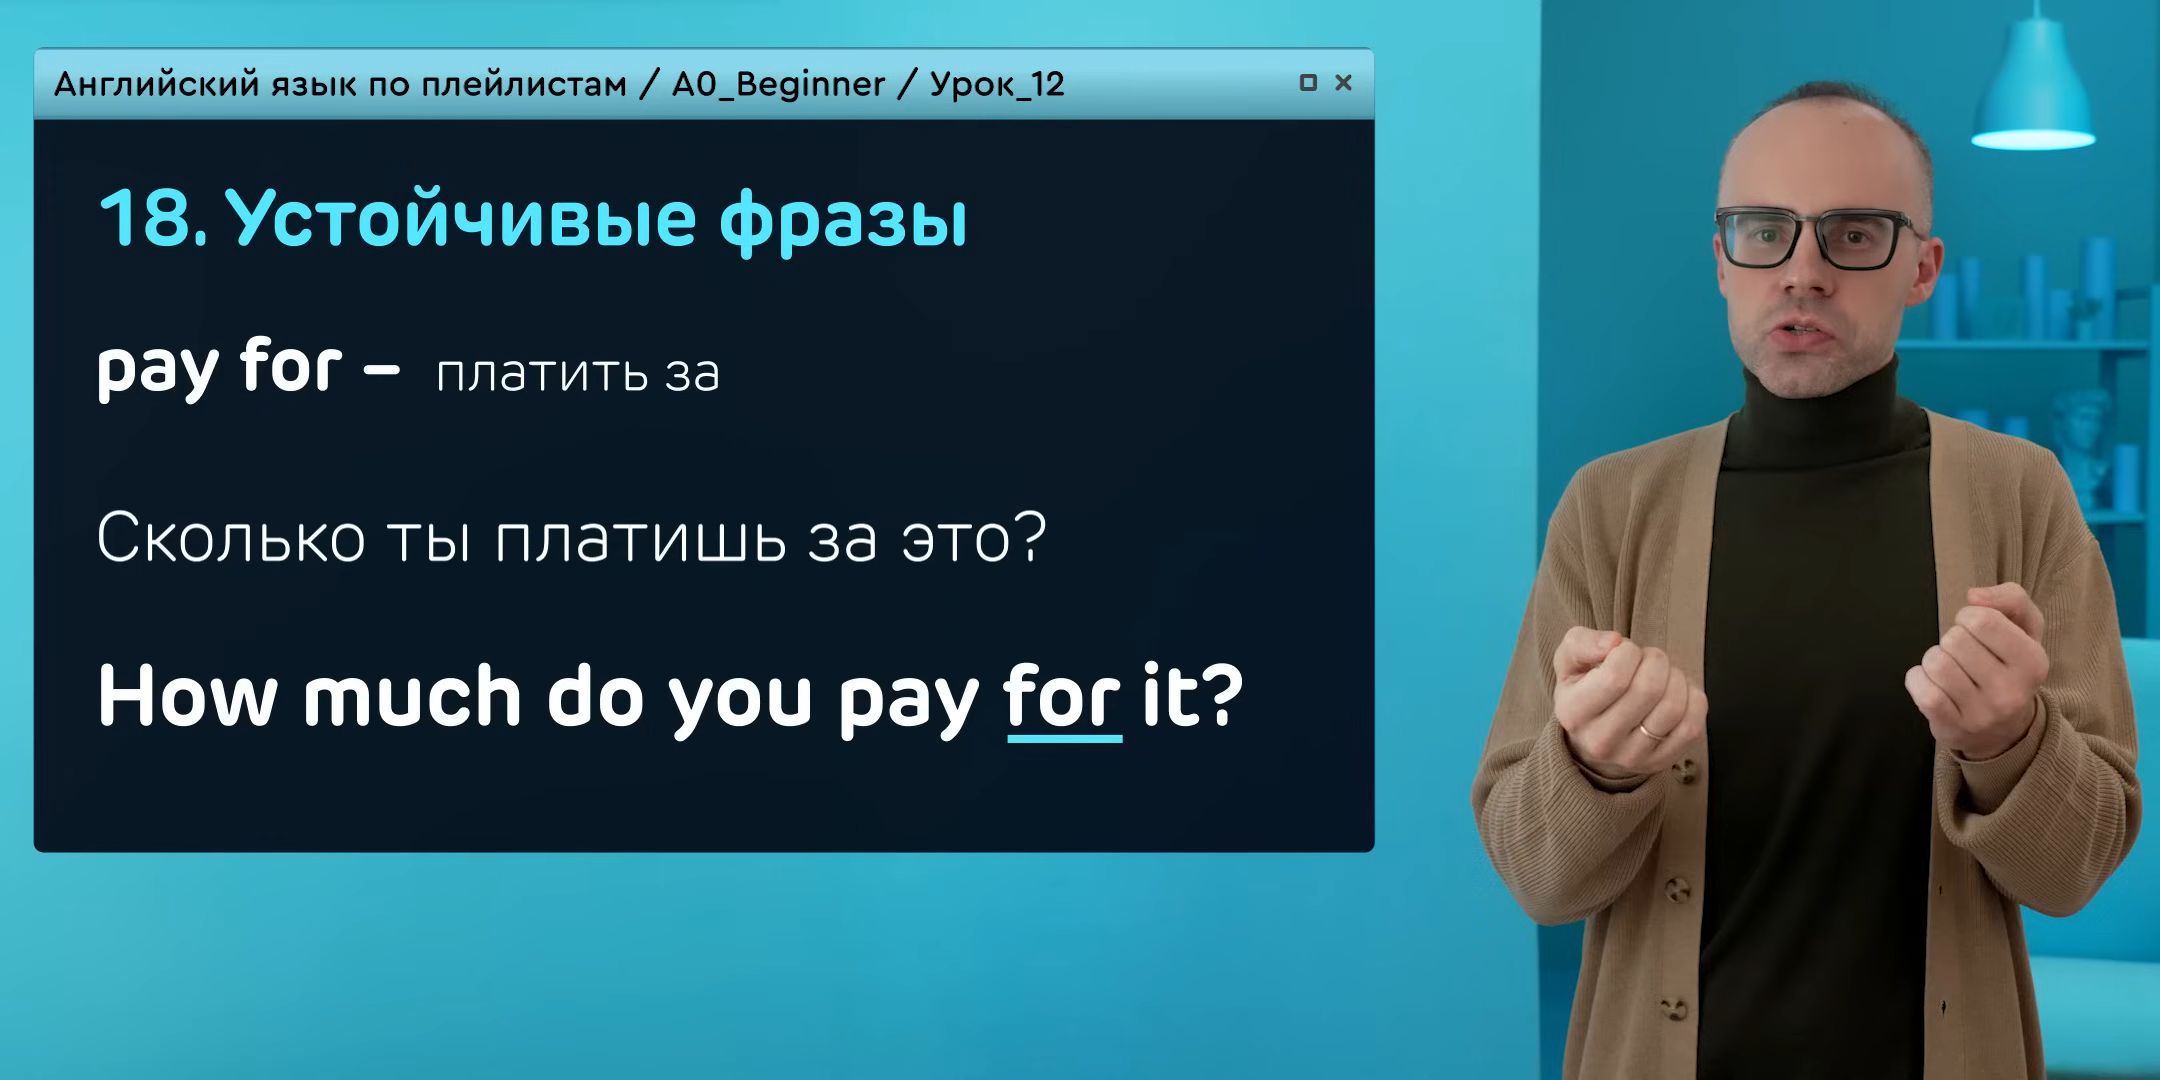 Английский язык по плейлистам / A0_Beginner / Урок_12
18. Устойчивые фразы
pay for – платить за
Сколько ты платишь за это?
How much do you pay for it?